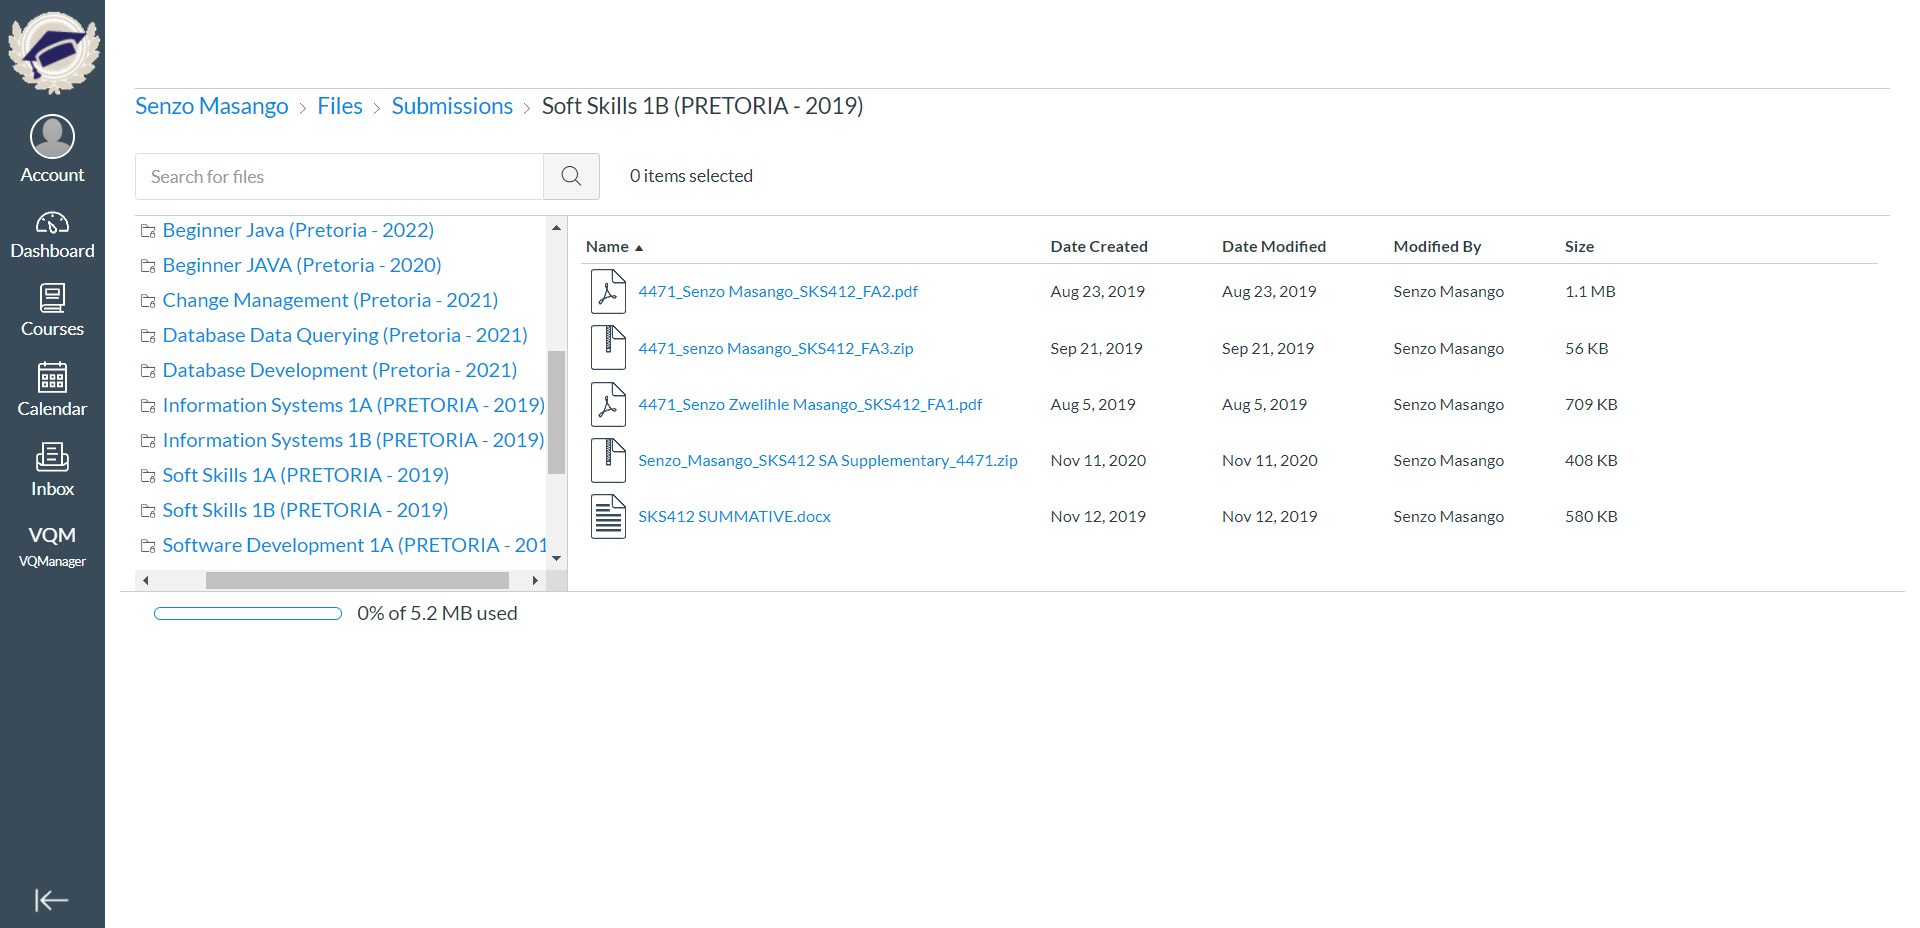 Account
Dashboard
Courses
Calendar
Inbox
VQM
VQManager
Senzo Masango > Files > Submissions > Soft Skills 1B (PRETORIA - 2019)
Search for files
0 items selected
Beginner Java (Pretoria - 2022)
Beginner JAVA (Pretoria - 2020)
Change Management (Pretoria - 2021)
Database Data Querying (Pretoria - 2021)
Database Development (Pretoria - 2021)
Information Systems 1A (PRETORIA - 2019)
Information Systems 1B (PRETORIA - 2019)
Soft Skills 1A (PRETORIA - 2019)
Soft Skills 1B (PRETORIA - 2019)
Software Development 1A (PRETORIA - 201
Name Date Created Date Modified Modified By Size
4471_Senzo Masango_SKS412_FA2.pdf Aug 23, 2019 Aug 23, 2019 Senzo Masango 1.1 MB
4471_senzo Masango_SKS412_FA3.zip Sep 21, 2019 Sep 21, 2019 Senzo Masango 56 KB
4471_Senzo Zwelihle Masango_SKS412_FA1.pdf Aug 5, 2019 Aug 5, 2019 Senzo Masango 709 KB
Senzo_Masango_SKS412 SA Supplementary_4471.zip Nov 11, 2020 Nov 11, 2020 Senzo Masango 408 KB
SKS412 SUMMATIVE.docx Nov 12, 2019 Nov 12, 2019 Senzo Masango 580 KB
0% of 5.2 MB used